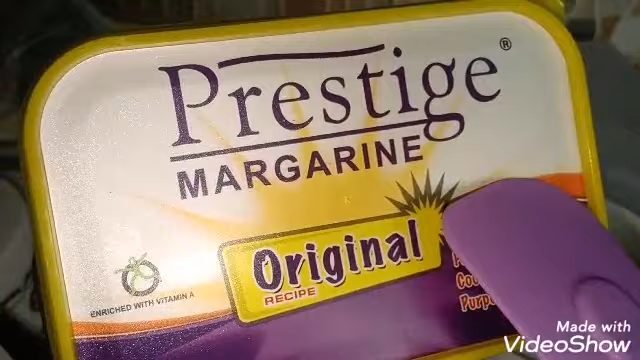 Prestige®
MARGARINE
Original
RECIPE
ENRICHED WITH VITAMIN A
Made with
VideoShow